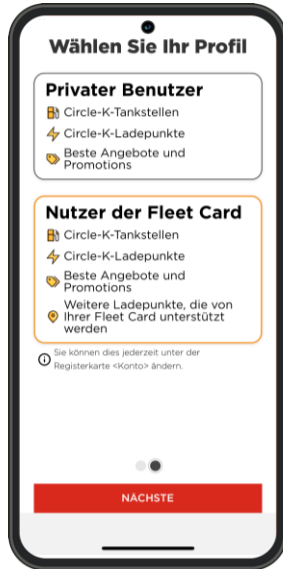 Wählen Sie Ihr Profil
Privater Benutzer
Circle-K-Tankstellen
Circle-K-Ladepunkte
Beste Angebote und
Promotions
Nutzer der Fleet Card
Circle-K-Tankstellen
Circle-K-Ladepunkte
Beste Angebote und
Promotions
Weitere Ladepunkte, die von
Ihrer Fleet Card unterstützt
werden
Sie können dies jederzeit unter der
Registerkarte <Konto> ändern.
NÄCHSTE